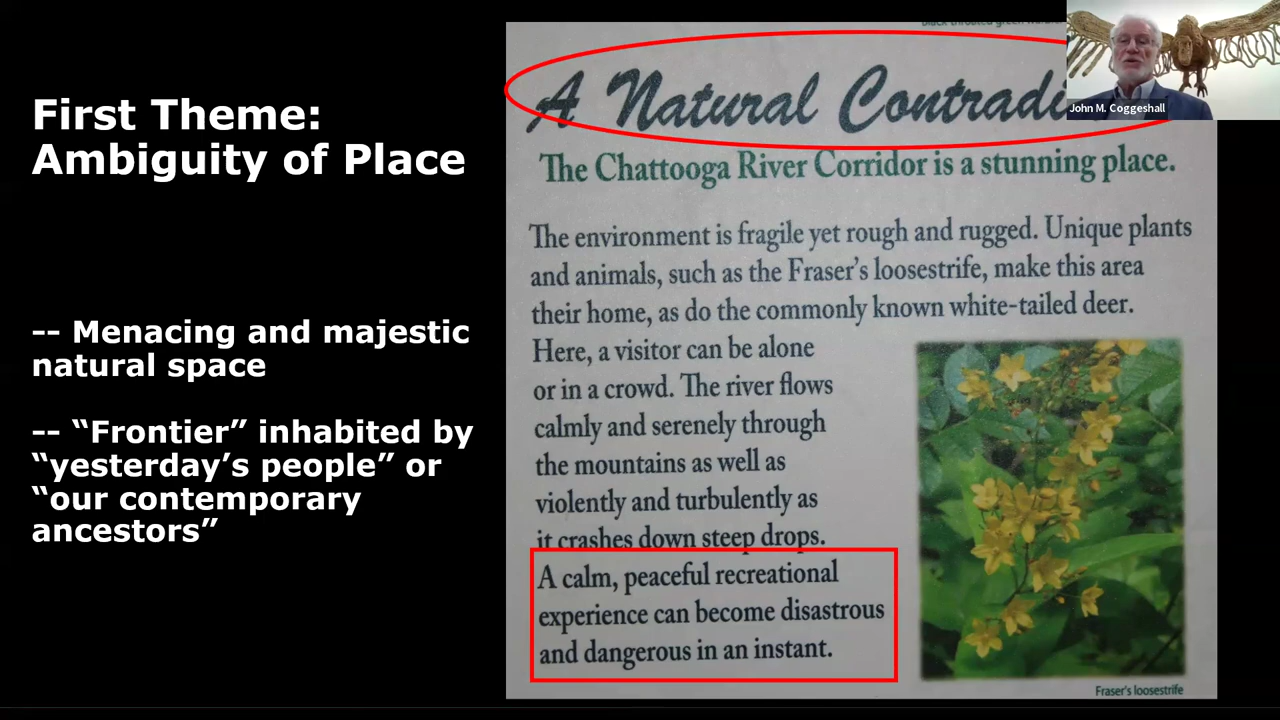 First Theme:
Ambiguity of Place
-- Menacing and majestic
natural space
-- “Frontier” inhabited by
“yesterday’s people” or
“our contemporary
ancestors”
A Natural
The Chattooga River Corridor is a stunning place.
The environment is fragile yet rough and rugged. Unique plants
and animals, such as the Fraser’s loosestrife, make this area
their home, as do the commonly known white-tailed deer.
Here, a visitor can be alone
or in a crowd. The river flows
calmly and serenely through
the mountains as well as
violently and turbulently as
it crashes down steep drops.
A calm, peaceful recreational
experience can become disastrous
and dangerous in an instant.
Fraser's loosestrife
John M. Coggeshall